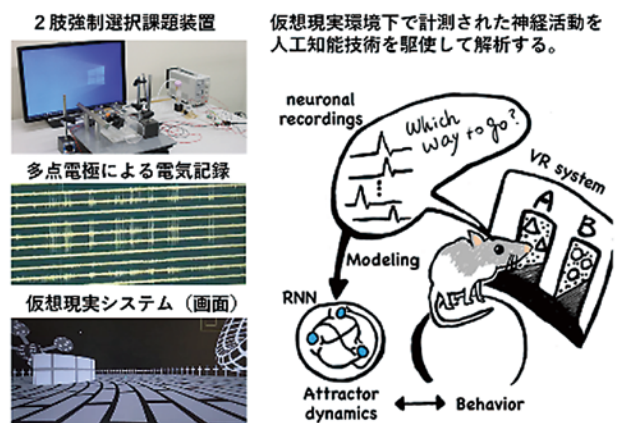 2肢強制選択課題装置
多点電極による電気記録
仮想現実システム（画面）
仮想現実環境下で計測された神経活動を
人工知能技術を駆使して解析する。
neuronal
recordings
Which
way to go?
VR system
A
B
Modeling
RNN
Attractor
dynamics
Behavior